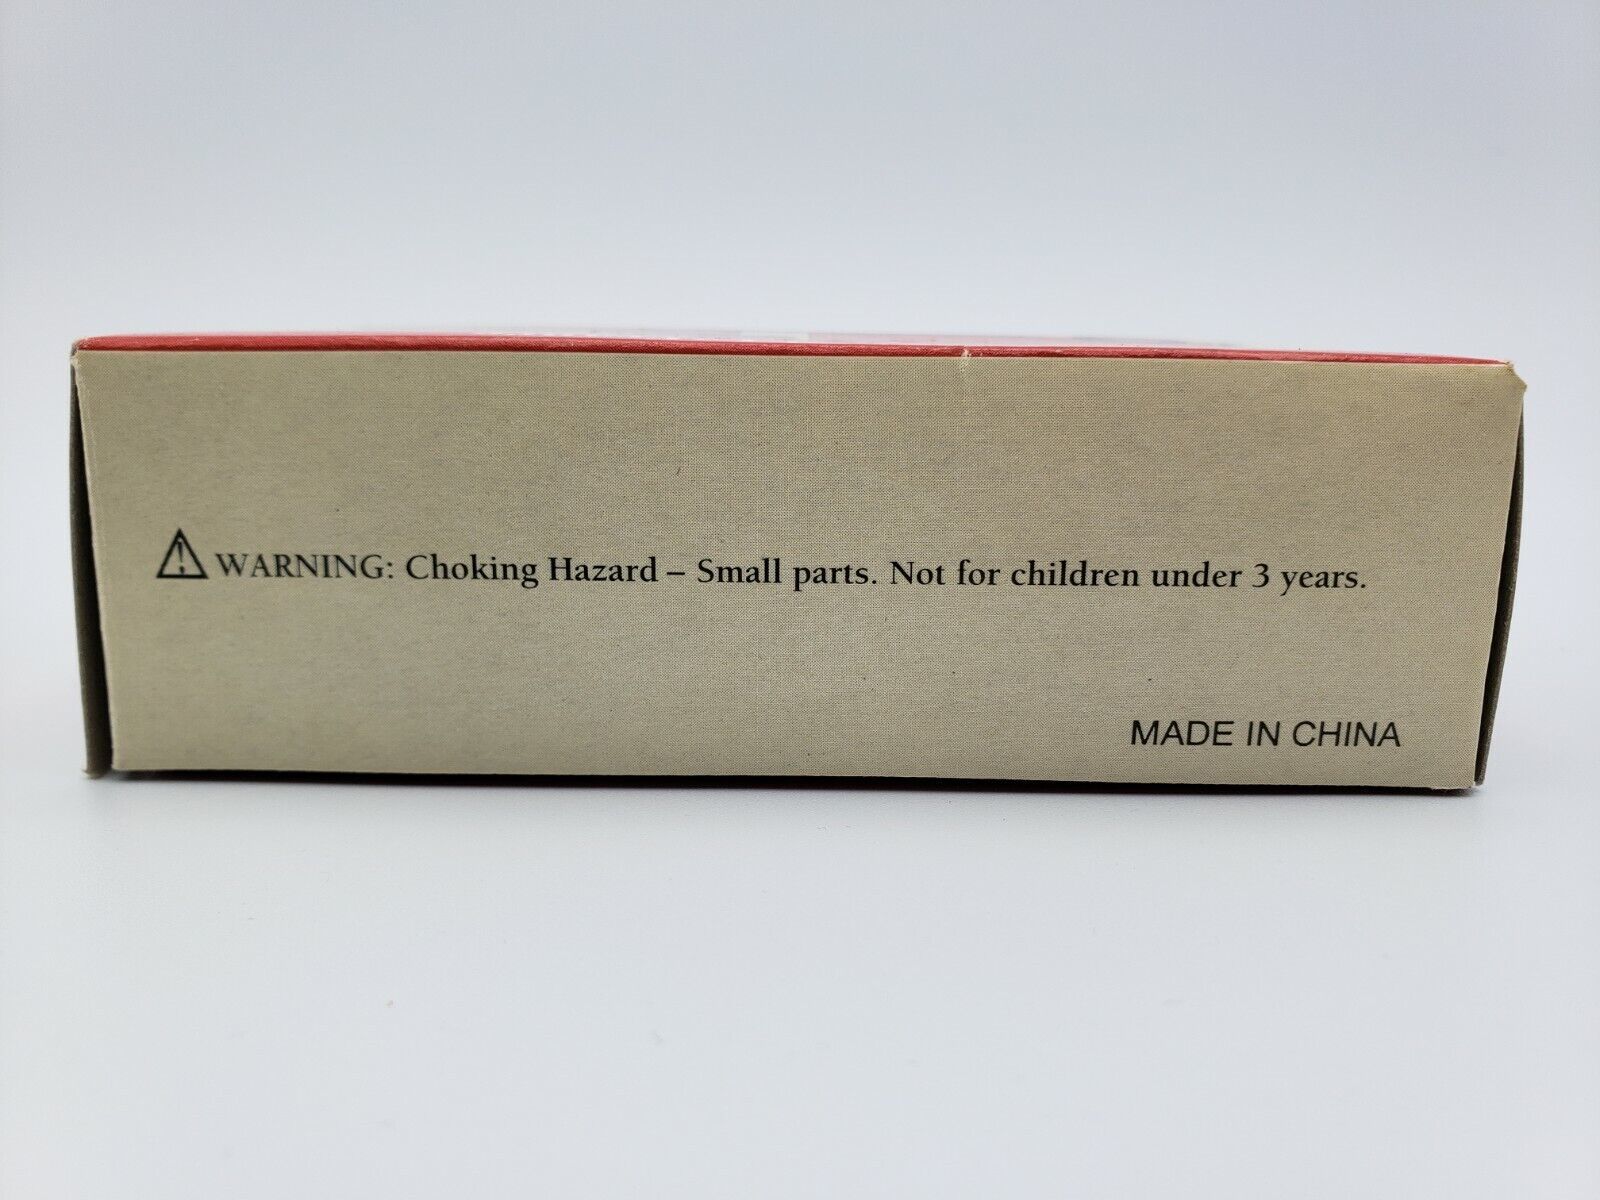 WARNING: Choking Hazard – Small parts. Not for children under 3 years.
MADE IN CHINA